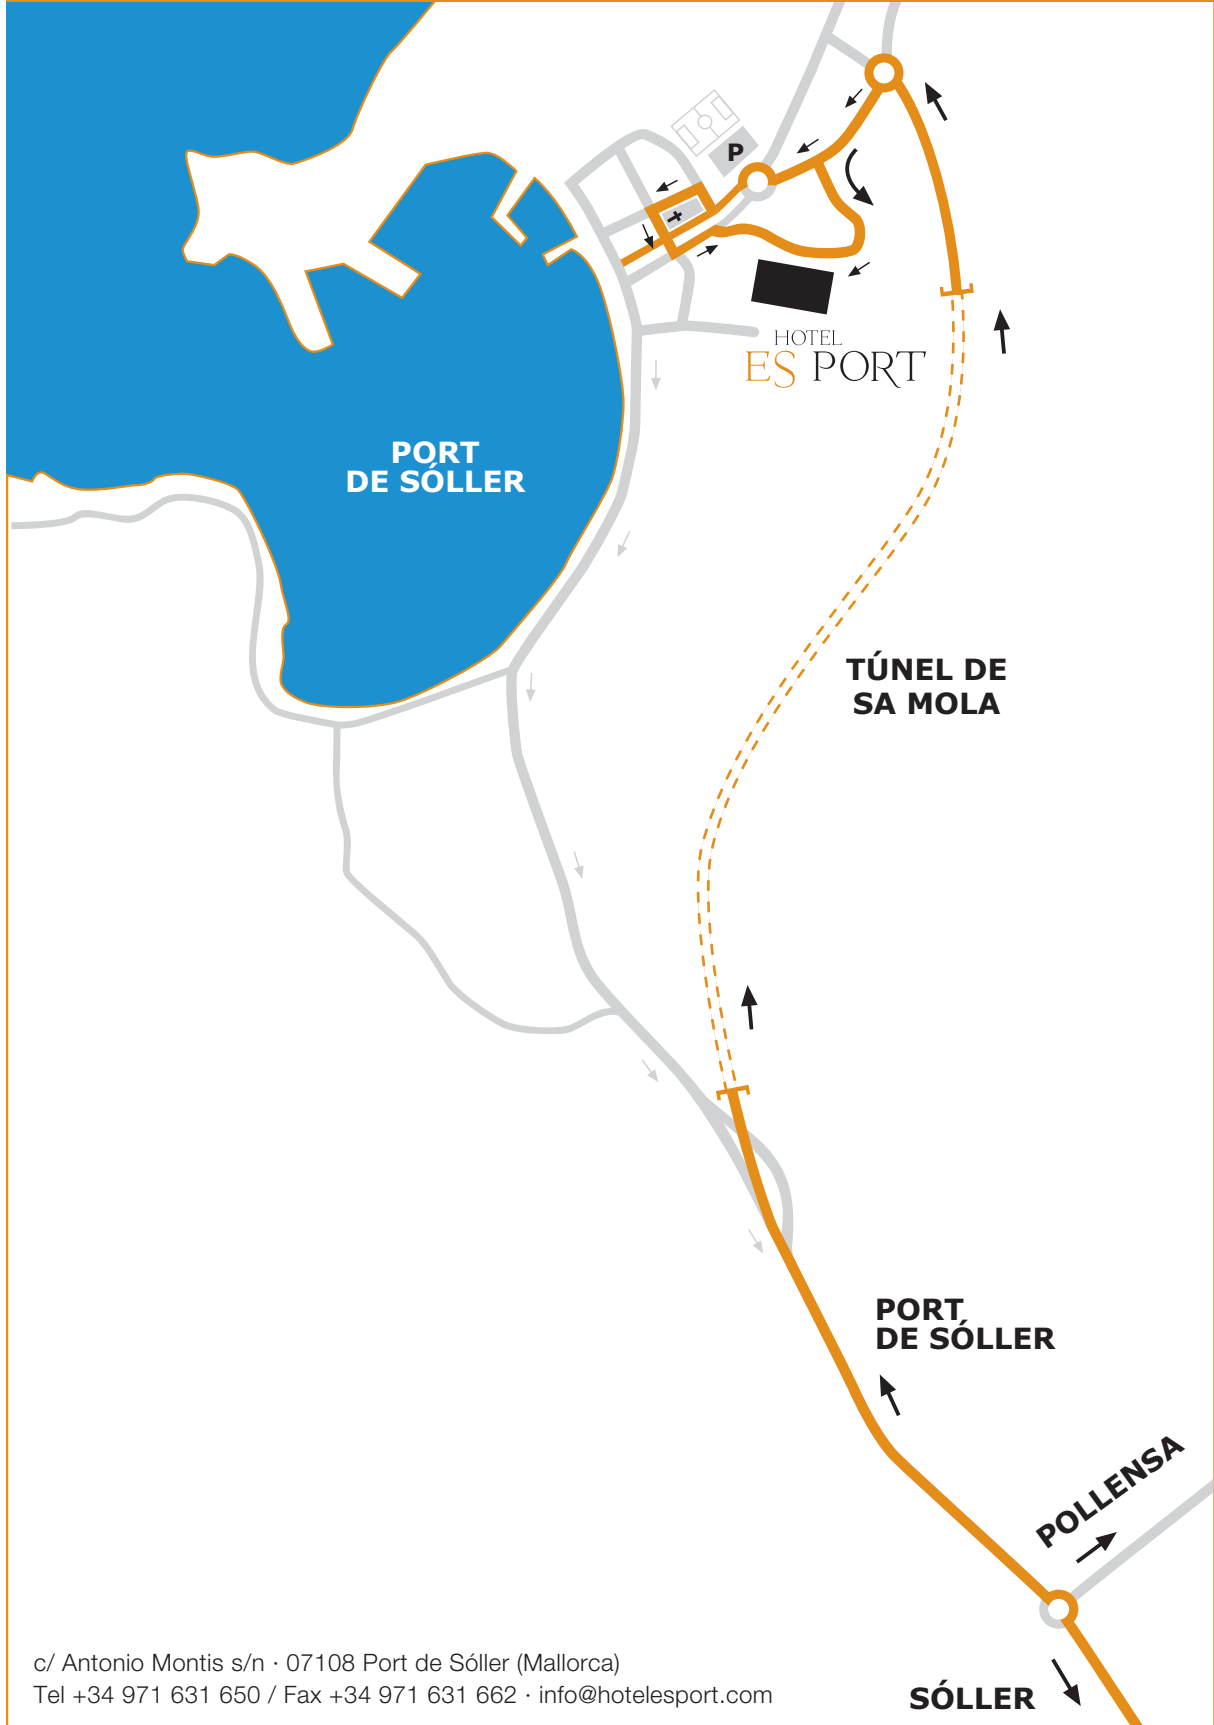 P
HOTEL
ES PORT
PORT
DE SÓLLER
TÚNEL DE
SA MOLA
PORT
DE SÓLLER
POLLENSA
c/ Antonio Montis s/n · 07108 Port de Sóller (Mallorca)
Tel +34 971 631 650 / Fax +34 971 631 662 · info@hotelesport.com
SÓLLER